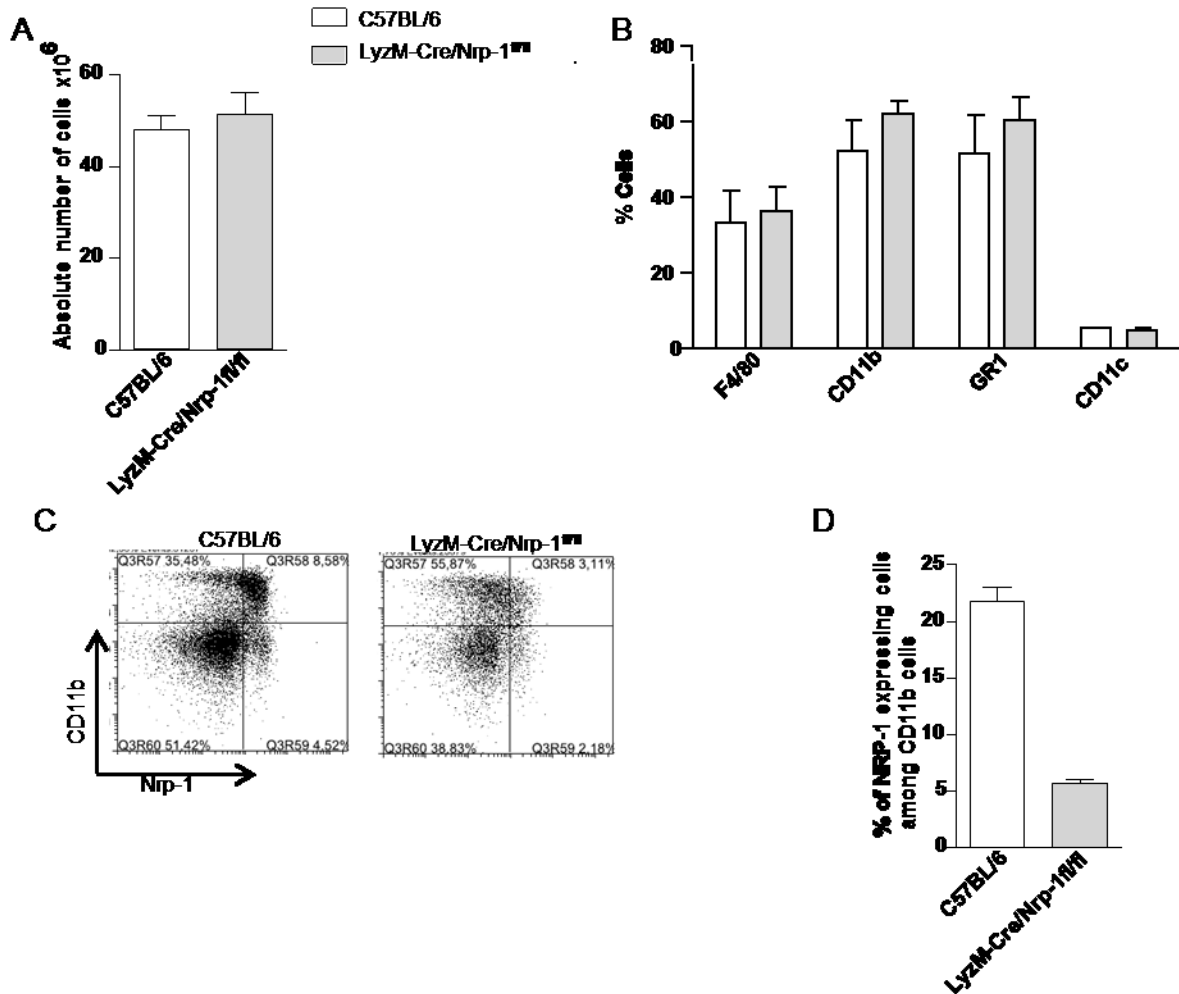 A
C57BL/6
LyzM-Cre/Nrp-1
Absolute number of cells x10⁶
60
40
20
0
C57BL/6
LyzM-Cre/Nrp-1fl/fl
B
% Cells
80
60
40
20
0
F4/80
CD11b
GR1
CD11c
C
C57BL/6
Q3R57 35,48%
Q3R58 8,58%
Q3R60 51,42%
Q3R59 4,52%
LyzM-Cre/Nrp-1
Q3R57 55,87%
Q3R58 3,11%
Q3R60 38,83%
Q3R59 2,18%
CD11b
Nrp-1
D
% of NRP-1 expressing cells
among CD11b cells
25
20
15
10
5
0
C57BL/6
LyzM-Cre/Nrp-1fl/fl